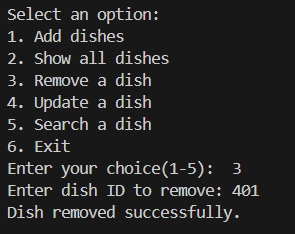 Select an option:
1. Add dishes
2. Show all dishes
3. Remove a dish
4. Update a dish
5. Search a dish
6. Exit
Enter your choice(1-5):  3
Enter dish ID to remove: 401
Dish removed successfully.